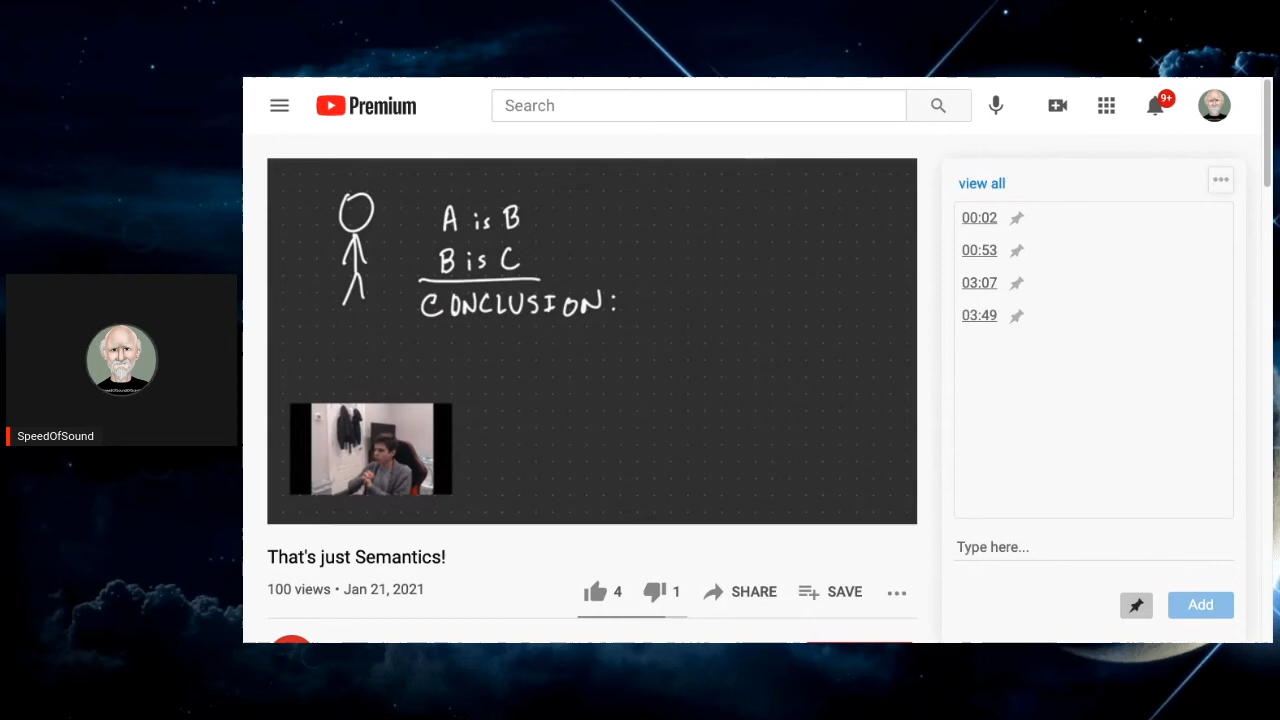 Premium
Search
9+
A is B
B is C
CONCLUSION:
view all
00:02
00:53
03:07
03:49
Type here...
Add
SpeedOfSound
That's just Semantics!
100 views • Jan 21, 2021
4
1
SHARE
SAVE